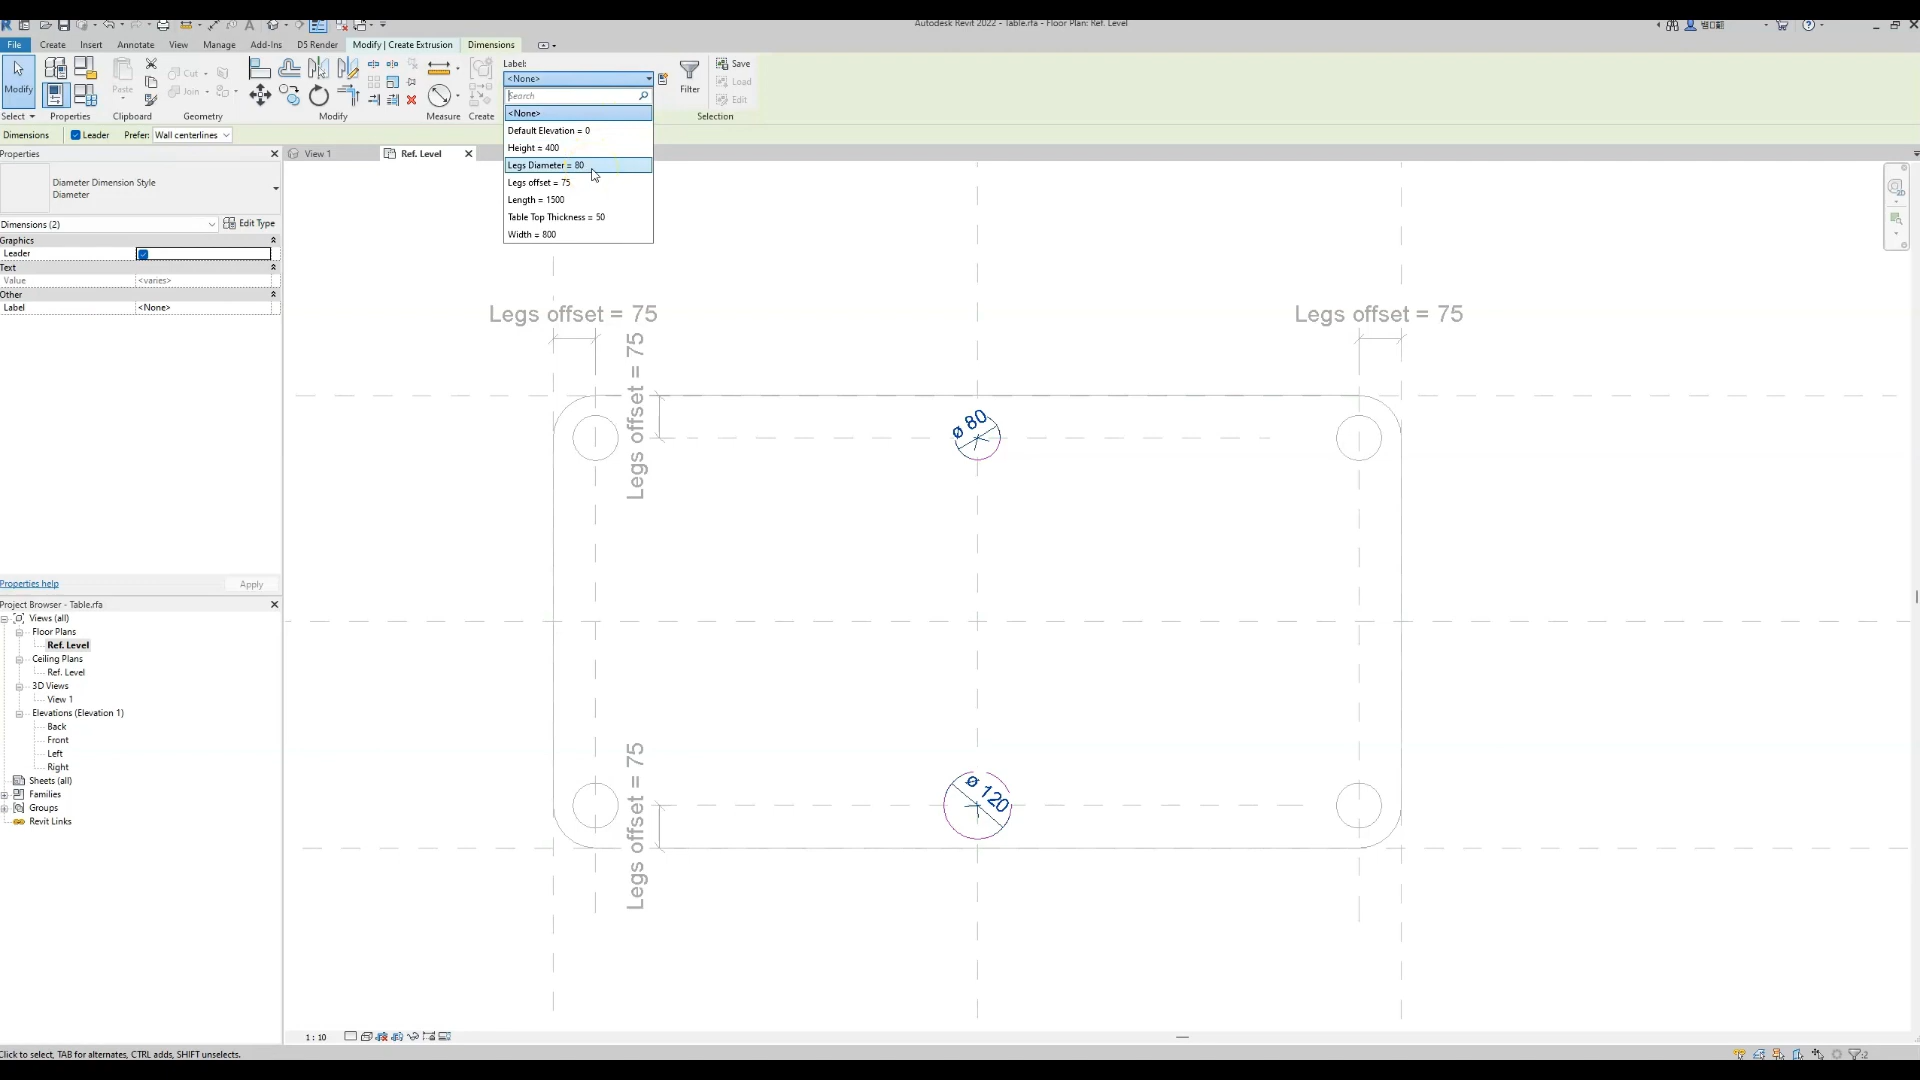 Autodesk Revit 2022 - Table.rfa - Floor Plan: Ref. Level
File Create Insert Annotate View Manage Add-Ins D5 Render Modify | Create Extrusion Dimensions
Modify
Paste
Cut
Join
Label:
<None>
Search
<None>
Default Elevation = 0
Height = 400
Legs Diameter = 80
Legs offset = 75
Length = 1500
Table Top Thickness = 50
Width = 800
Filter
Save
Load
Edit
Select Properties Clipboard Geometry Modify Measure Create Selection
Dimensions Leader Prefer: Wall centerlines
Properties
Diameter Dimension Style
Diameter
Dimensions (2) Edit Type
Graphics
Leader
Text
Value <varies>
Other
Label <None>
Properties help Apply
Project Browser - Table.rfa
Views (all)
Floor Plans
Ref. Level
Ceiling Plans
Ref. Level
3D Views
View 1
Elevations (Elevation 1)
Back
Front
Left
Right
Sheets (all)
Families
Groups
Revit Links
View 1 Ref. Level
Legs offset = 75
Legs offset = 75
Legs offset = 75
Legs offset = 75
ø 80
ø 120
2D
1 : 10
Click to select, TAB for alternates, CTRL adds, SHIFT unselects.
:2